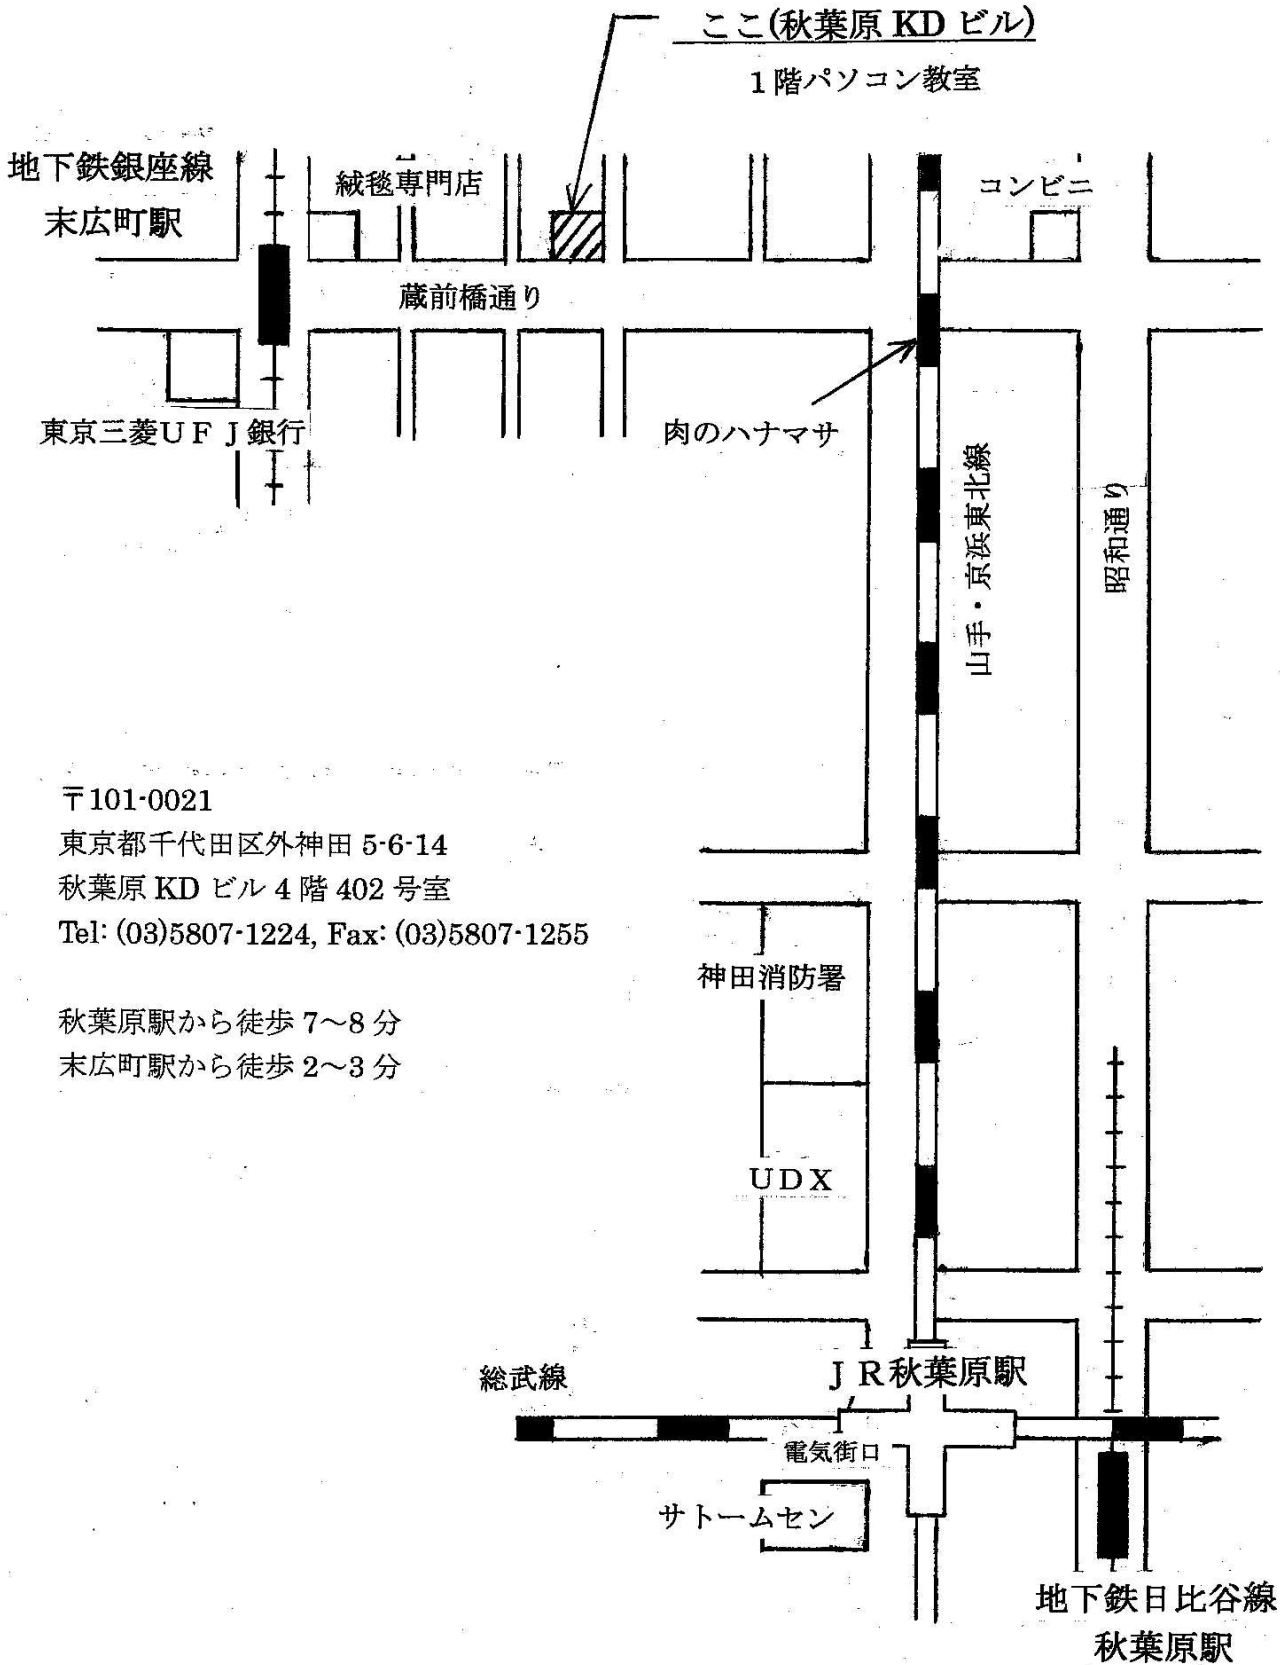 ここ(秋葉原 KD ビル)
1階パソコン教室
地下鉄銀座線
末広町駅
絨毯専門店
コンビニ
蔵前橋通り
東京三菱UFJ銀行
肉のハナマサ
山手・京浜東北線
昭和通り
〒101-0021
東京都千代田区外神田 5-6-14
秋葉原 KD ビル 4 階 402 号室
Tel: (03)5807-1224, Fax: (03)5807-1255
神田消防署
秋葉原駅から徒歩 7~8 分
末広町駅から徒歩 2~3 分
UDX
JR秋葉原駅
総武線
電気街口
サトームセン
地下鉄日比谷線
秋葉原駅